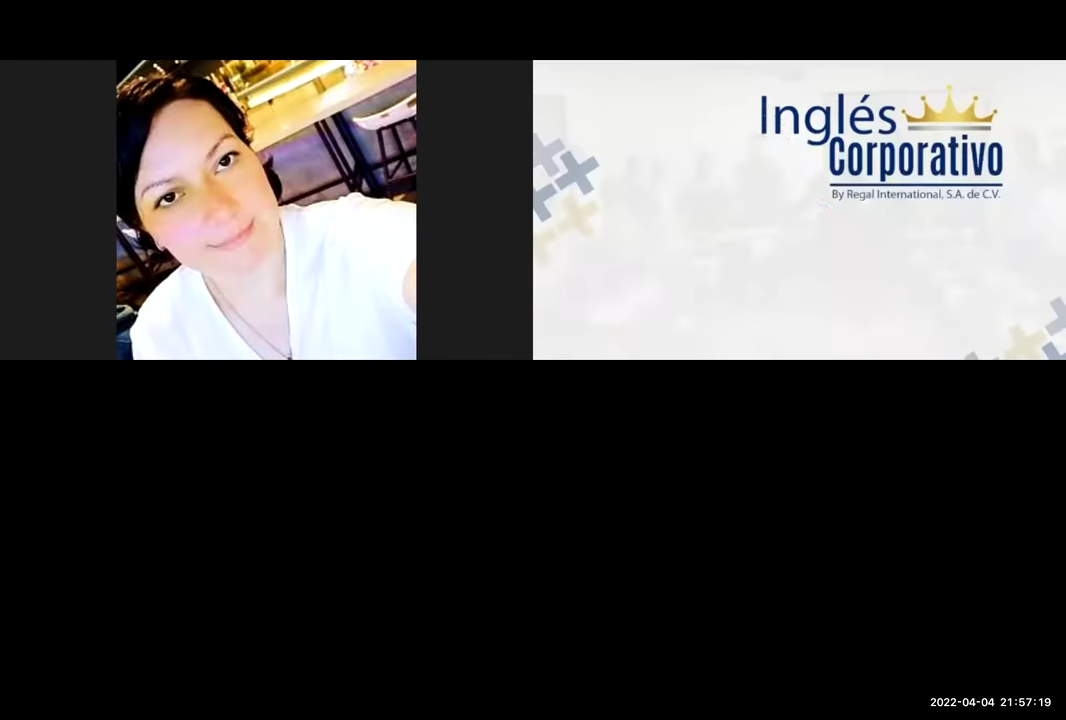 Inglés
Corporativo
By Regal International, S.A. de C.V.
2022-04-04 21:57:19